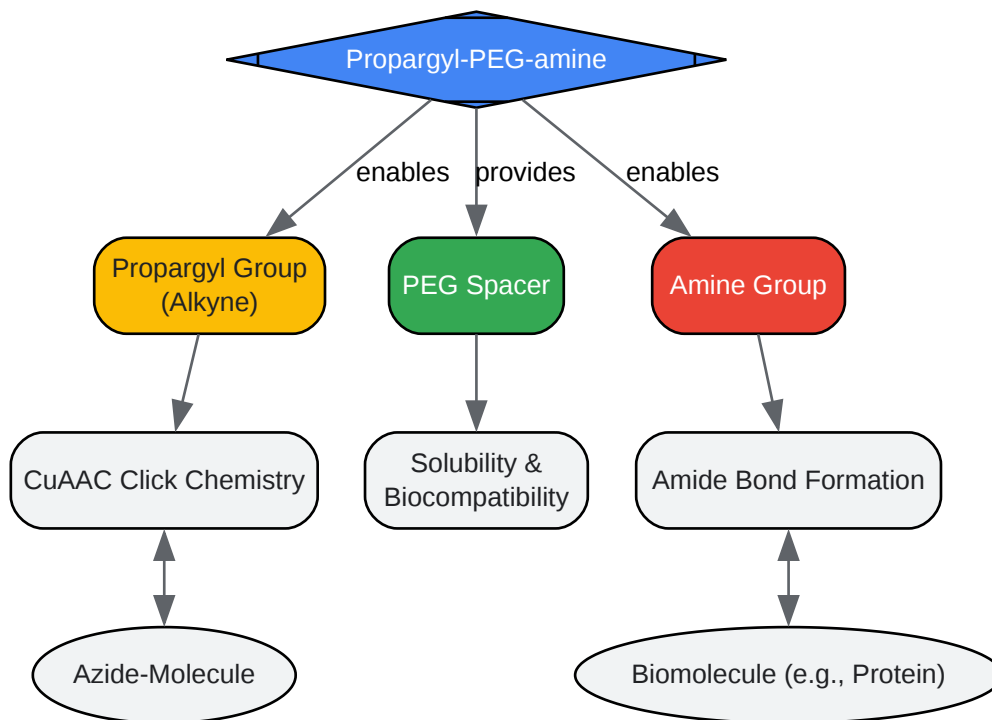 Propargyl-PEG-amine
enables
provides
enables
Propargyl Group
(Alkyne)
PEG Spacer
Amine Group
CuAAC Click Chemistry
Solubility &
Biocompatibility
Amide Bond Formation
Azide-Molecule
Biomolecule (e.g., Protein)